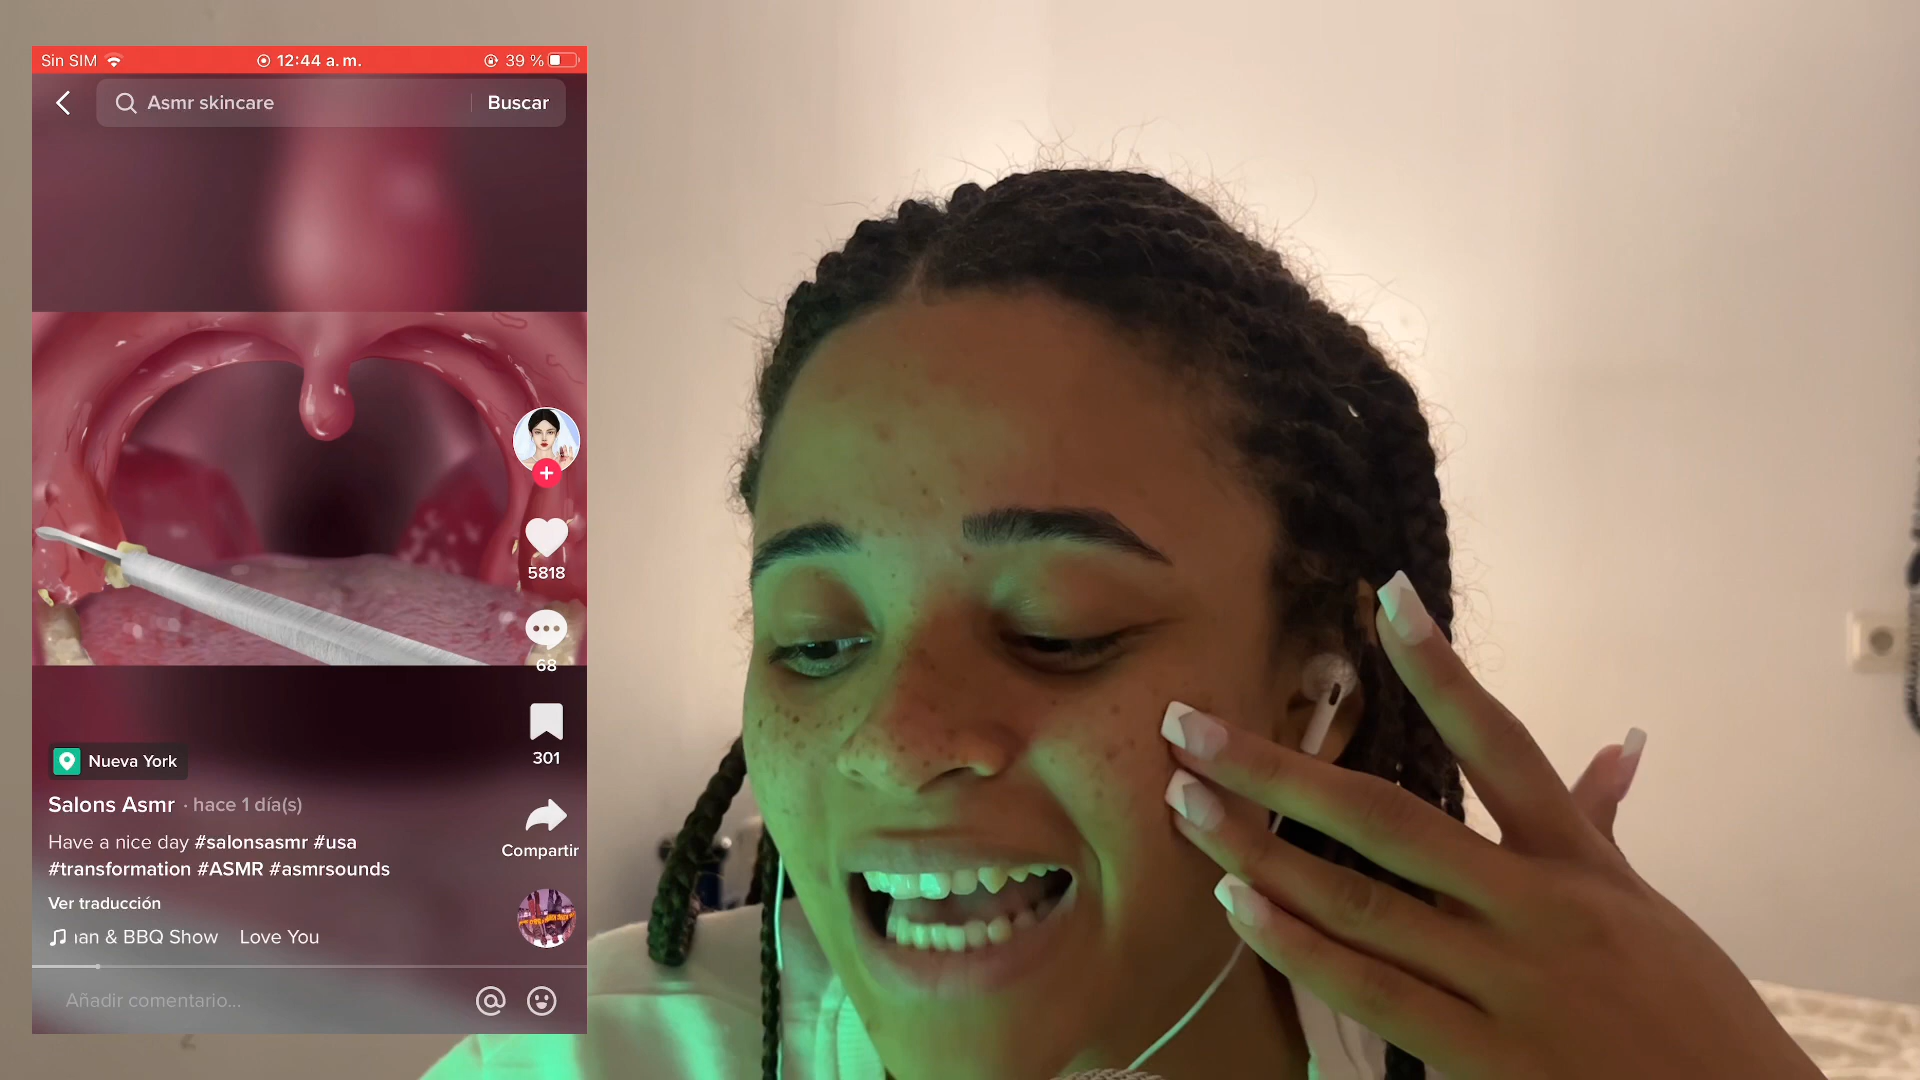 Sin SIM 12:44 a. m. 39 %
Asmr skincare Buscar
5818
68
301
Nueva York
Salons Asmr · hace 1 día(s)
Have a nice day #salonsasmr #usa
Compartir
#transformation #ASMR #asmrsounds
Ver traducción
& BBQ Show Love You
Añadir comentario...